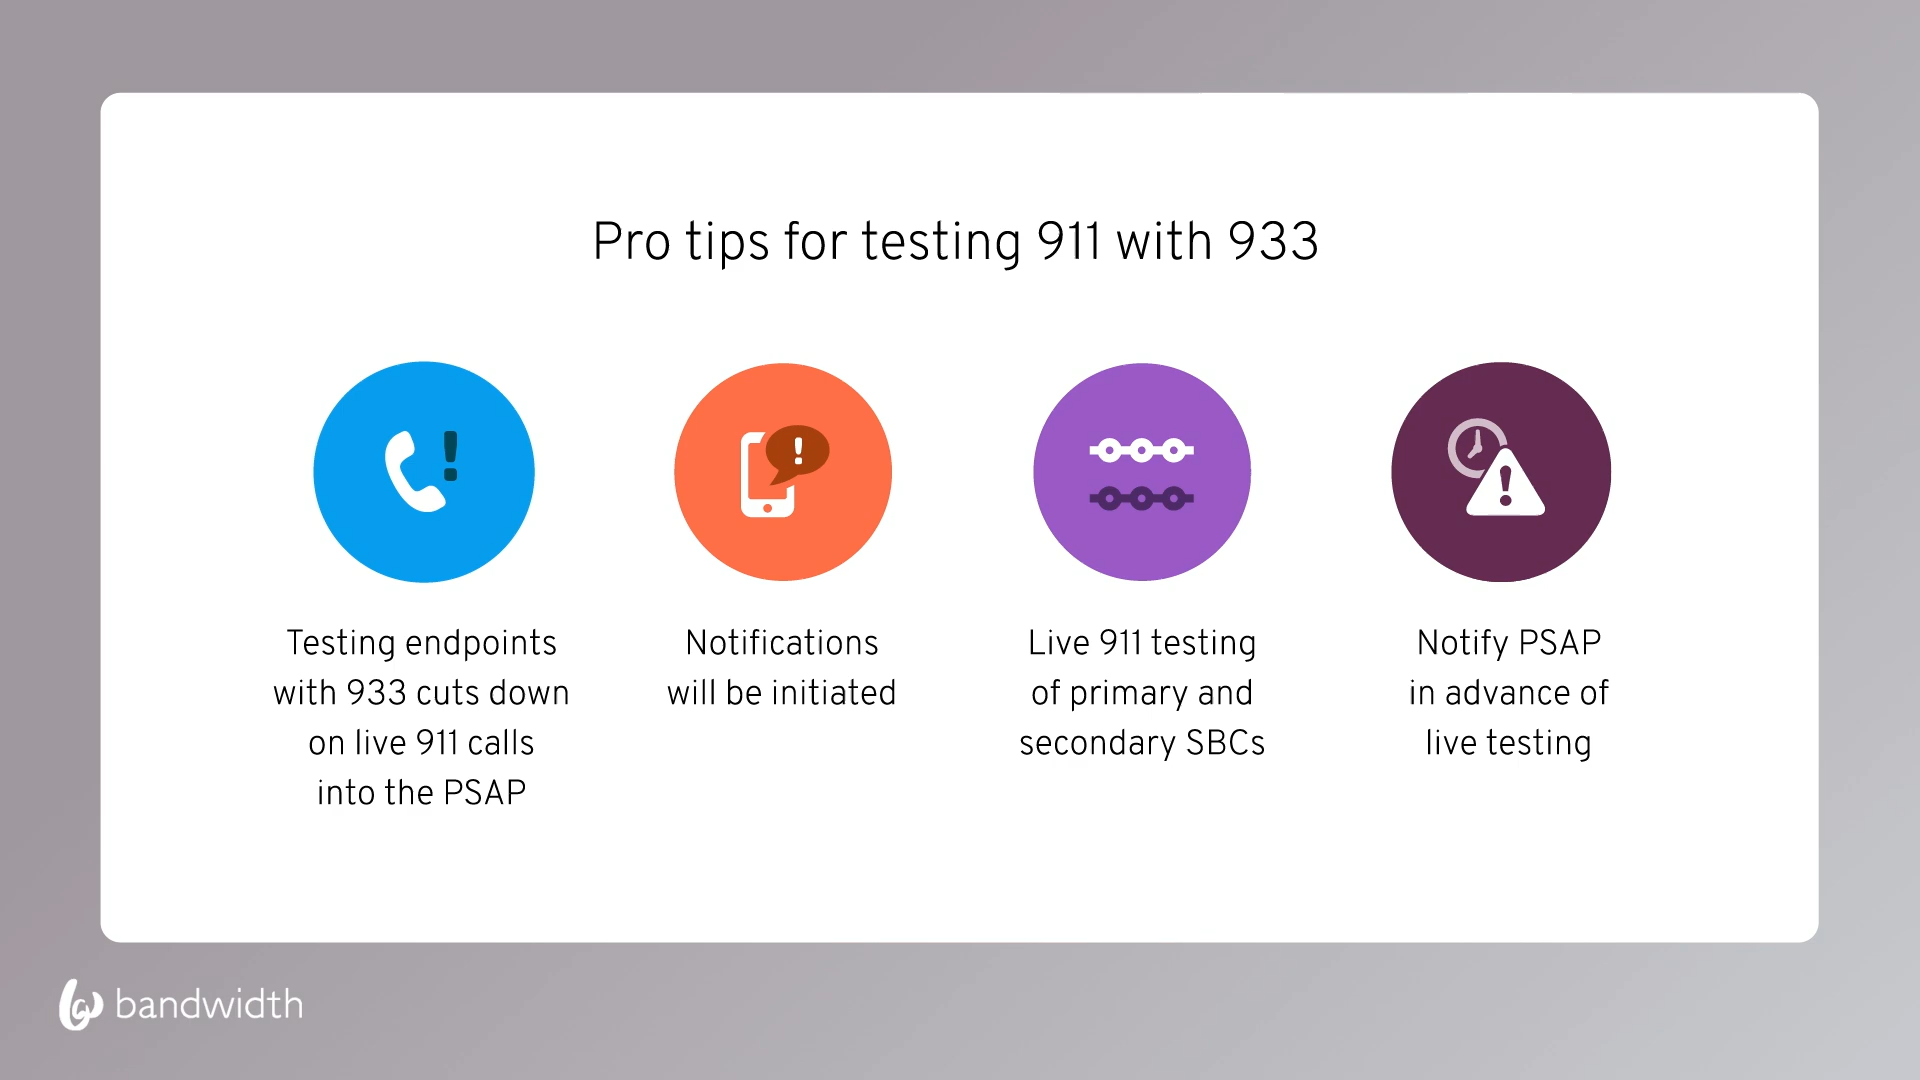 Pro tips for testing 911 with 933
Testing endpoints
with 933 cuts down
on live 911 calls
into the PSAP
Notifications
will be initiated
Live 911 testing
of primary and
secondary SBCs
Notify PSAP
in advance of
live testing
bandwidth